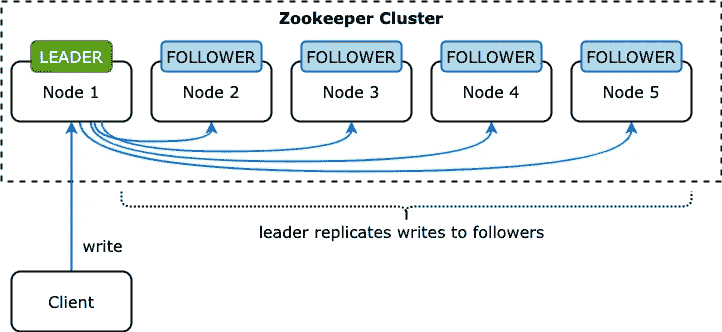 Zookeeper Cluster
LEADER
FOLLOWER
FOLLOWER
FOLLOWER
FOLLOWER
Node 1
Node 2
Node 3
Node 4
Node 5
leader replicates writes to followers
write
Client